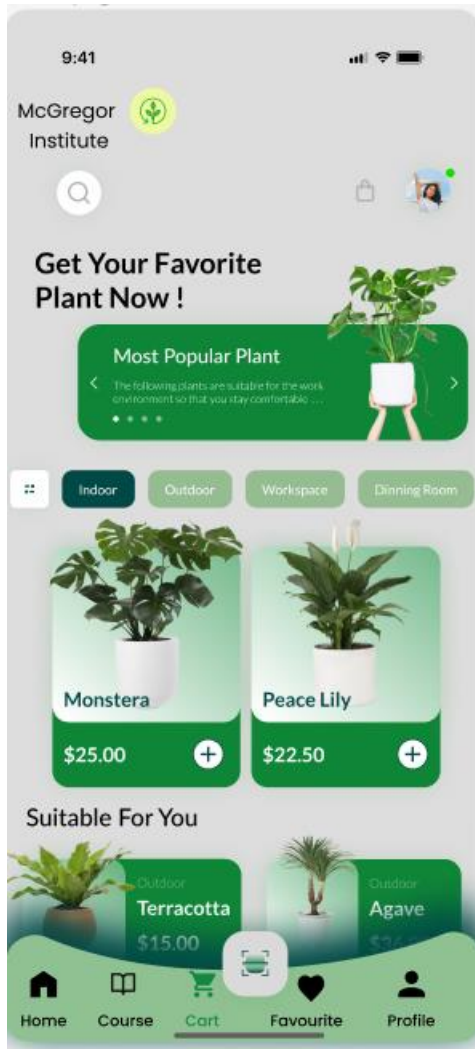 9:41
McGregor
Institute
Get Your Favorite
Plant Now !
Most Popular Plant
The following plants are suitable for the work
environment so that you stay comfortable ...
Indoor
Outdoor
Workspace
Dinning Room
Monstera
Peace Lily
$25.00
$22.50
Suitable For You
Outdoor
Terracotta
$15.00
Outdoor
Agave
Home
Course
Cart
Favourite
Profile